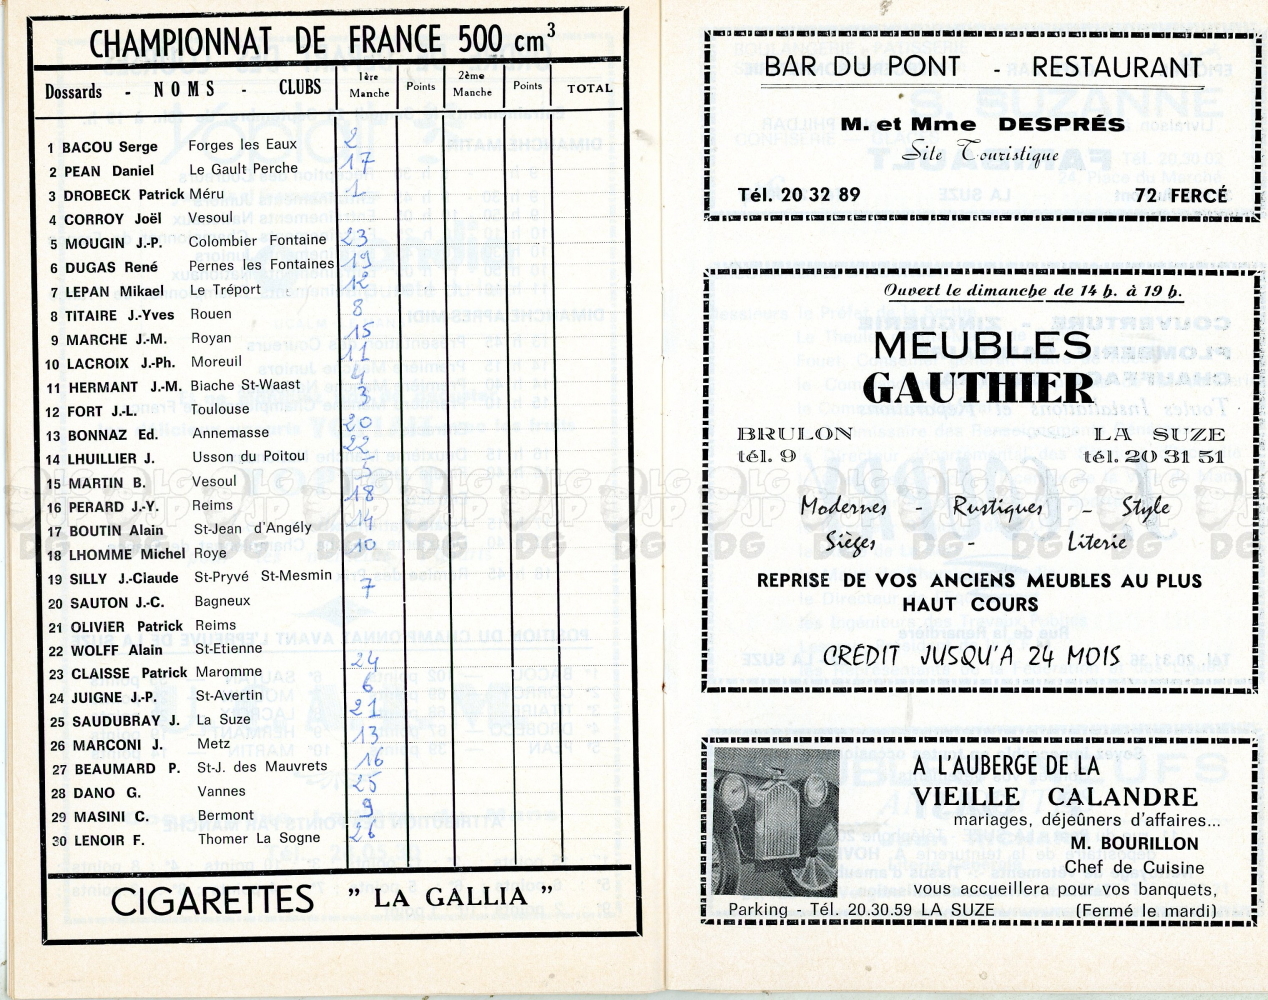 CHAMPIONNAT DE FRANCE 500 cm³
Dossards - NOMS - CLUBS 1ère Manche Points 2ème Manche Points TOTAL
1 BACOU Serge Forges les Eaux 2
2 PEAN Daniel Le Gault Perche 17
3 DROBECK Patrick Méru 1
4 CORROY Joël Vesoul
5 MOUGIN J.-P. Colombier Fontaine 23
6 DUGAS René Pernes les Fontaines 19
7 LEPAN Mikael Le Tréport 12
8 TITAIRE J.-Yves Rouen 8
9 MARCHE J.-M. Royan 15
10 LACROIX J.-Ph. Moreuil 11
11 HERMANT J.-M. Biache St-Waast 4
12 FORT J.-L. Toulouse 3
13 BONNAZ Ed. Annemasse 20
14 LHUILLIER J. Usson du Poitou 22
15 MARTIN B. Vesoul 5
16 PERARD J.-Y. Reims 18
17 BOUTIN Alain St-Jean d'Angély 14
18 LHOMME Michel Roye 10
19 SILLY J.-Claude St-Pryvé St-Mesmin
20 SAUTON J.-C. Bagneux 7
21 OLIVIER Patrick Reims
22 WOLFF Alain St-Etienne
23 CLAISSE Patrick Maromme 24
24 JUIGNE J.-P. St-Avertin 6
25 SAUDUBRAY J. La Suze 21
26 MARCONI J. Metz 13
27 BEAUMARD P. St-J. des Mauvrets 16
28 DANO G. Vannes 25
29 MASINI C. Bermont 9
30 LENOIR F. Thomer La Sogne 26
CIGARETTES " LA GALLIA "
BAR DU PONT - RESTAURANT
M. et Mme DESPRÉS
Site Touristique
Tél. 20 32 89 72 FERCÉ
Ouvert le dimanche de 14 h. à 19 h.
MEUBLES
GAUTHIER
BRULON LA SUZE
tél. 9 tél. 20 31 51
Modernes - Rustiques - Style
Sièges - Literie
REPRISE DE VOS ANCIENS MEUBLES AU PLUS
HAUT COURS
CRÉDIT JUSQU'A 24 MOIS
A L'AUBERGE DE LA
VIEILLE CALANDRE
mariages, déjeûners d'affaires...
M. BOURILLON
Chef de Cuisine
vous accueillera pour vos banquets,
Parking - Tél. 20.30.59 LA SUZE (Fermé le mardi)